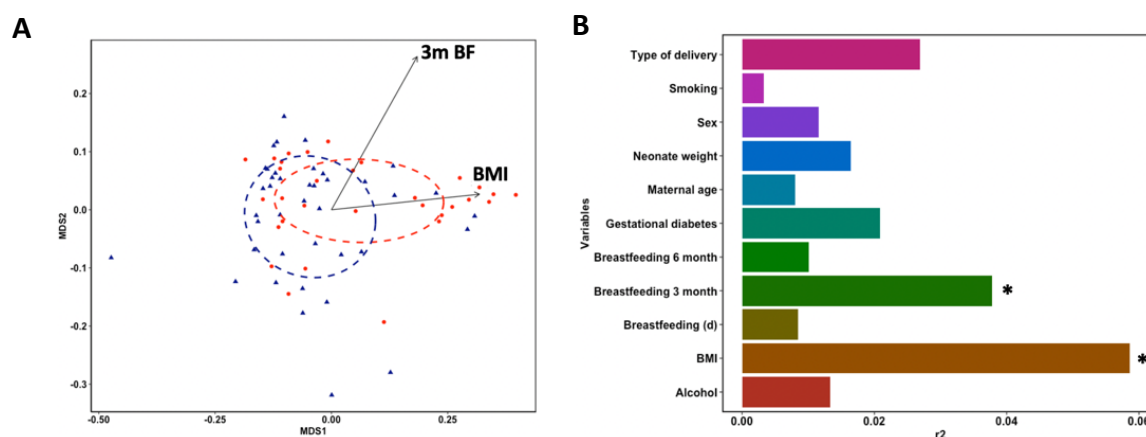 A
3m BF
BMI
0.2
0.1
0.0
-0.1
-0.2
-0.3
-0.50
-0.25
0.00
0.25
MDS1
MDS2
B
Type of delivery
Smoking
Sex
Neonate weight
Maternal age
Gestational diabetes
Breastfeeding 6 month
Breastfeeding 3 month
*
Breastfeeding (d)
BMI
*
Alcohol
Variables
0.00
0.02
0.04
0.06
r2